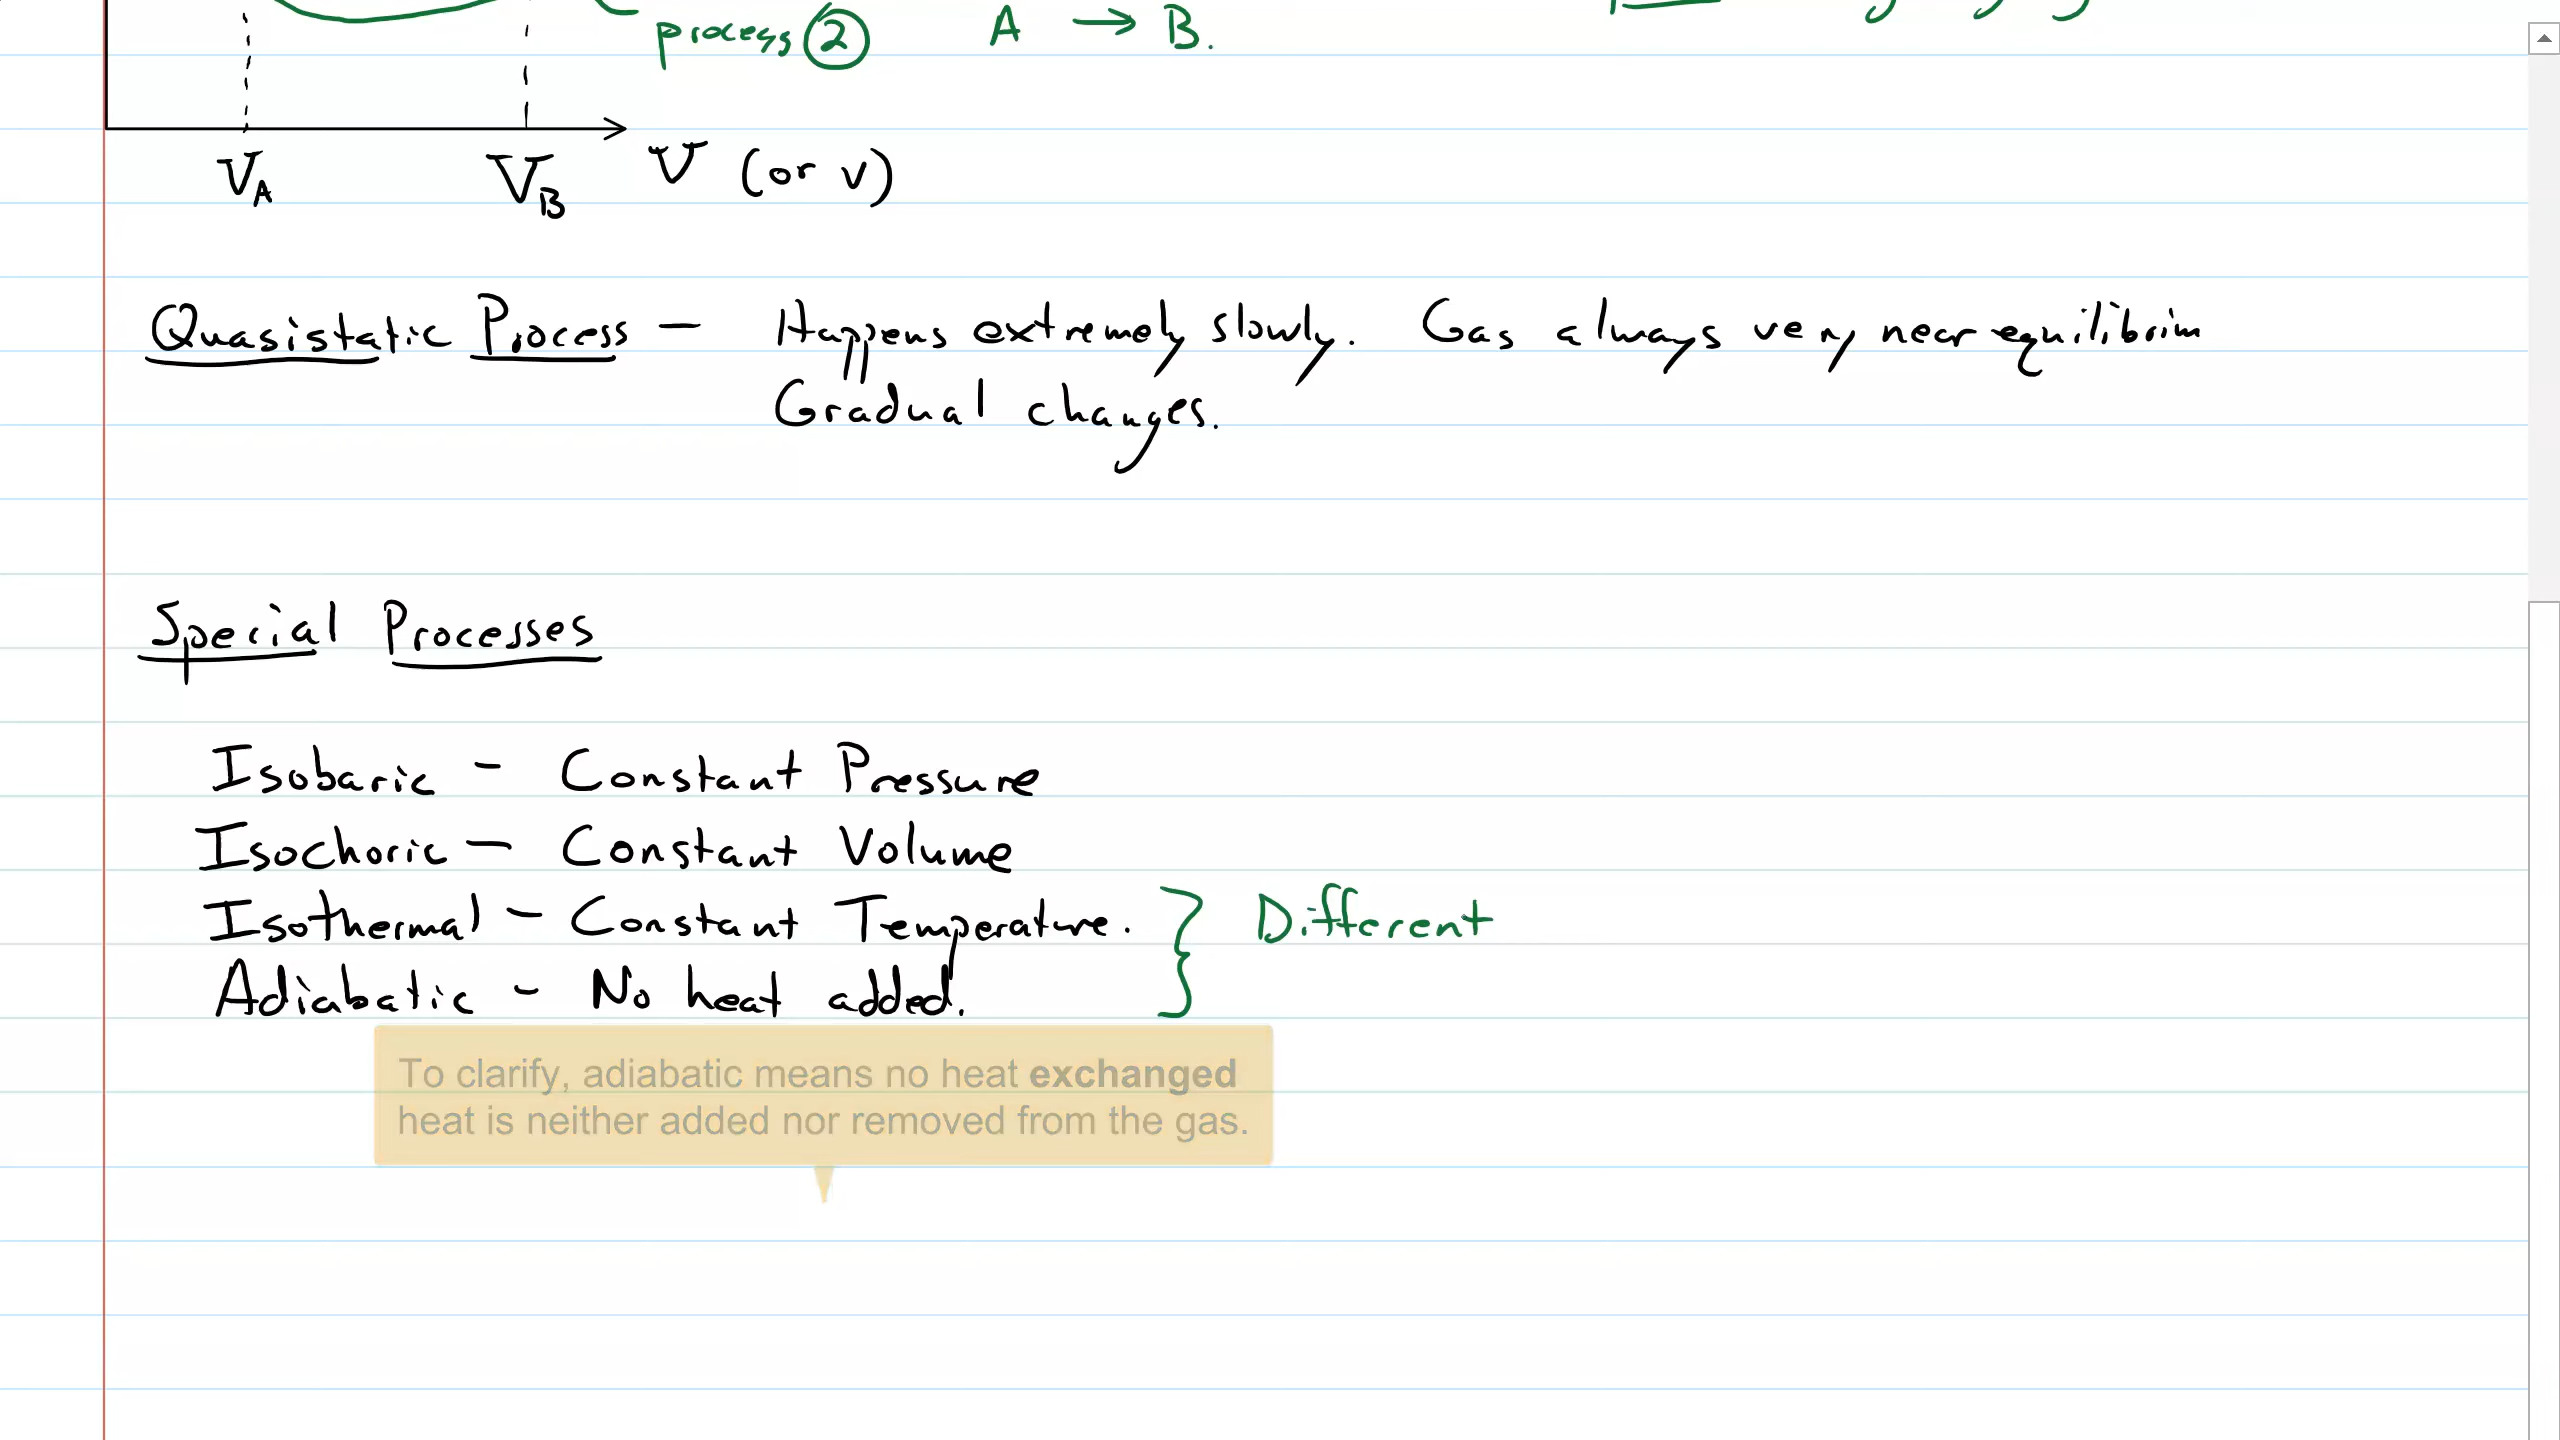 process ② A → B.
V_A V_B V (or v)
Quasistatic Process – Happens extremely slowly. Gas always very near equilibrim
Gradual changes.
Special Processes
Isobaric - Constant Pressure
Isochoric – Constant Volume
Isothermal – Constant Temperature. } Different
Adiabatic - No heat added.
To clarify, adiabatic means no heat exchanged
heat is neither added nor removed from the gas.